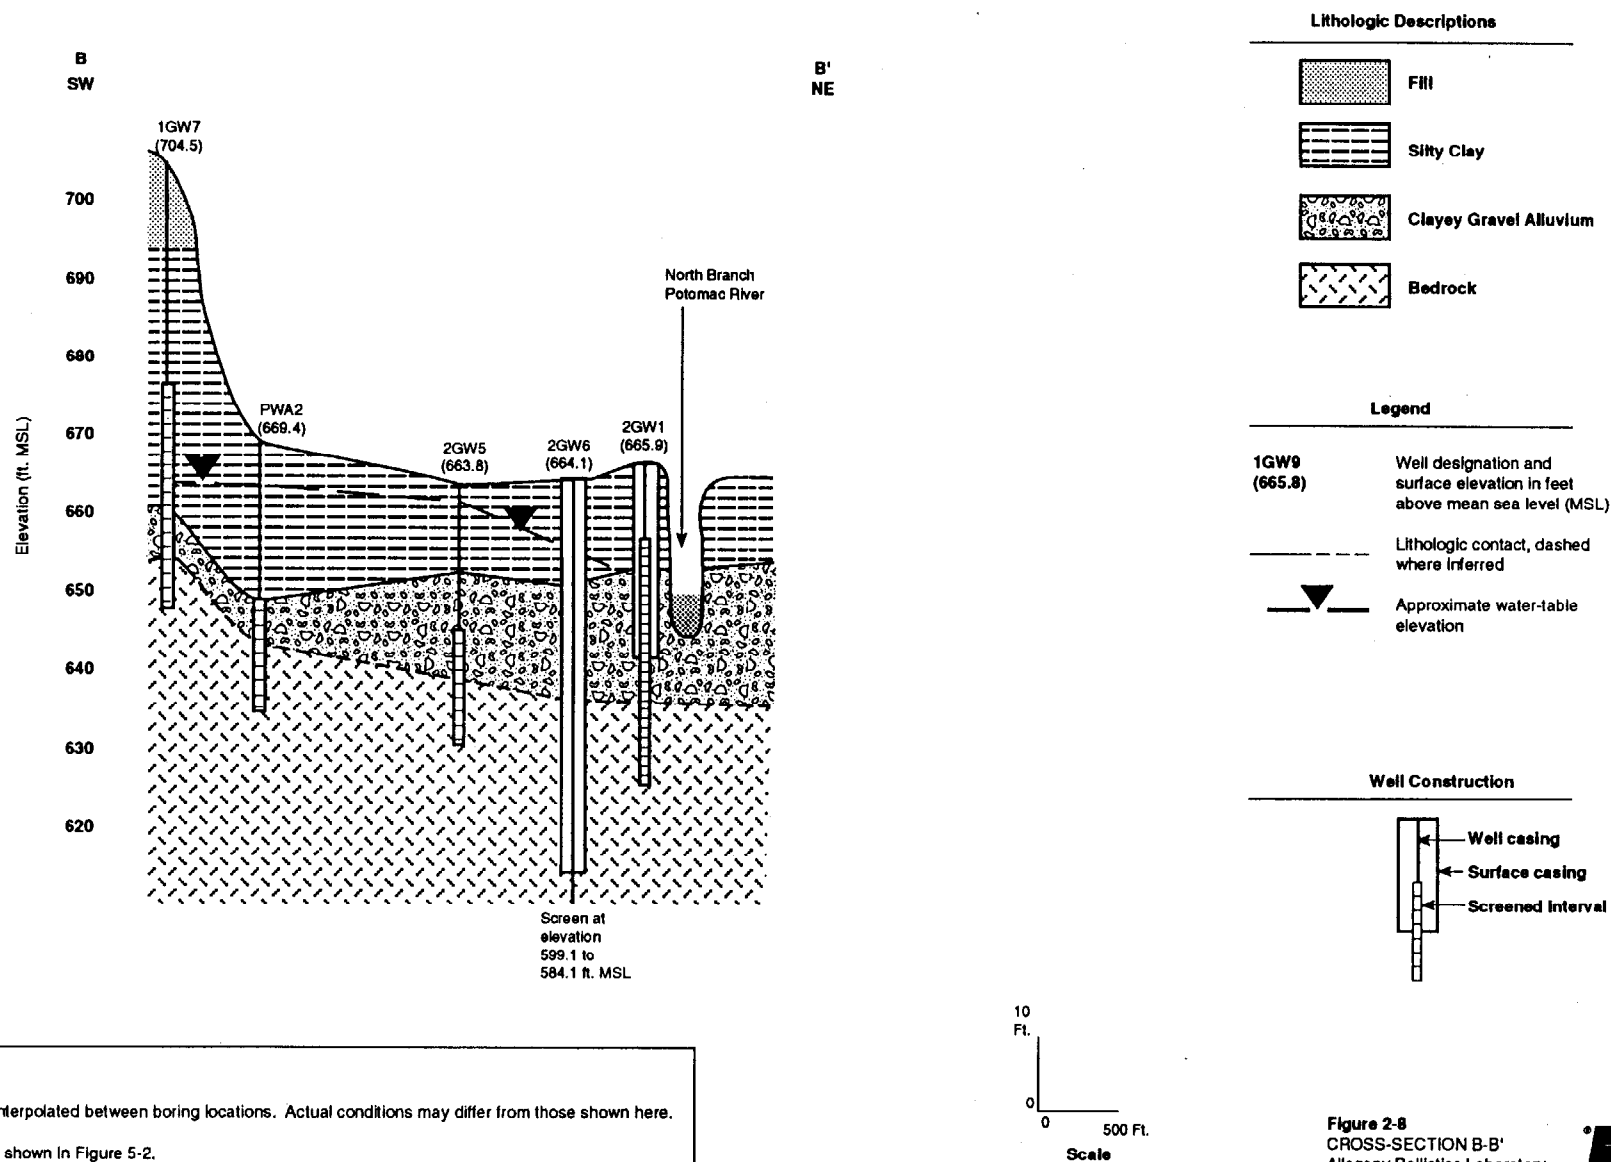 B
SW
B'
NE
1GW7
(704.5)
700
690
680
670
660
650
640
630
620
Elevation (ft. MSL)
PWA2
(669.4)
2GW5
(663.8)
2GW6
(664.1)
2GW1
(665.9)
North Branch
Potomac River
Screen at
elevation
599.1 to
584.1 ft. MSL
Lithologic Descriptions
Fill
Silty Clay
Clayey Gravel Alluvium
Bedrock
Legend
1GW9
(665.8)
Well designation and
surface elevation in feet
above mean sea level (MSL)
Lithologic contact, dashed
where inferred
Approximate water-table
elevation
Well Construction
Well casing
Surface casing
Screened Interval
10
Ft.
0
0
500 Ft.
Scale
nterpolated between boring locations. Actual conditions may differ from those shown here.
shown in Figure 5-2.
Figure 2-8
CROSS-SECTION B-B'
Allegany Ballistics Laboratory